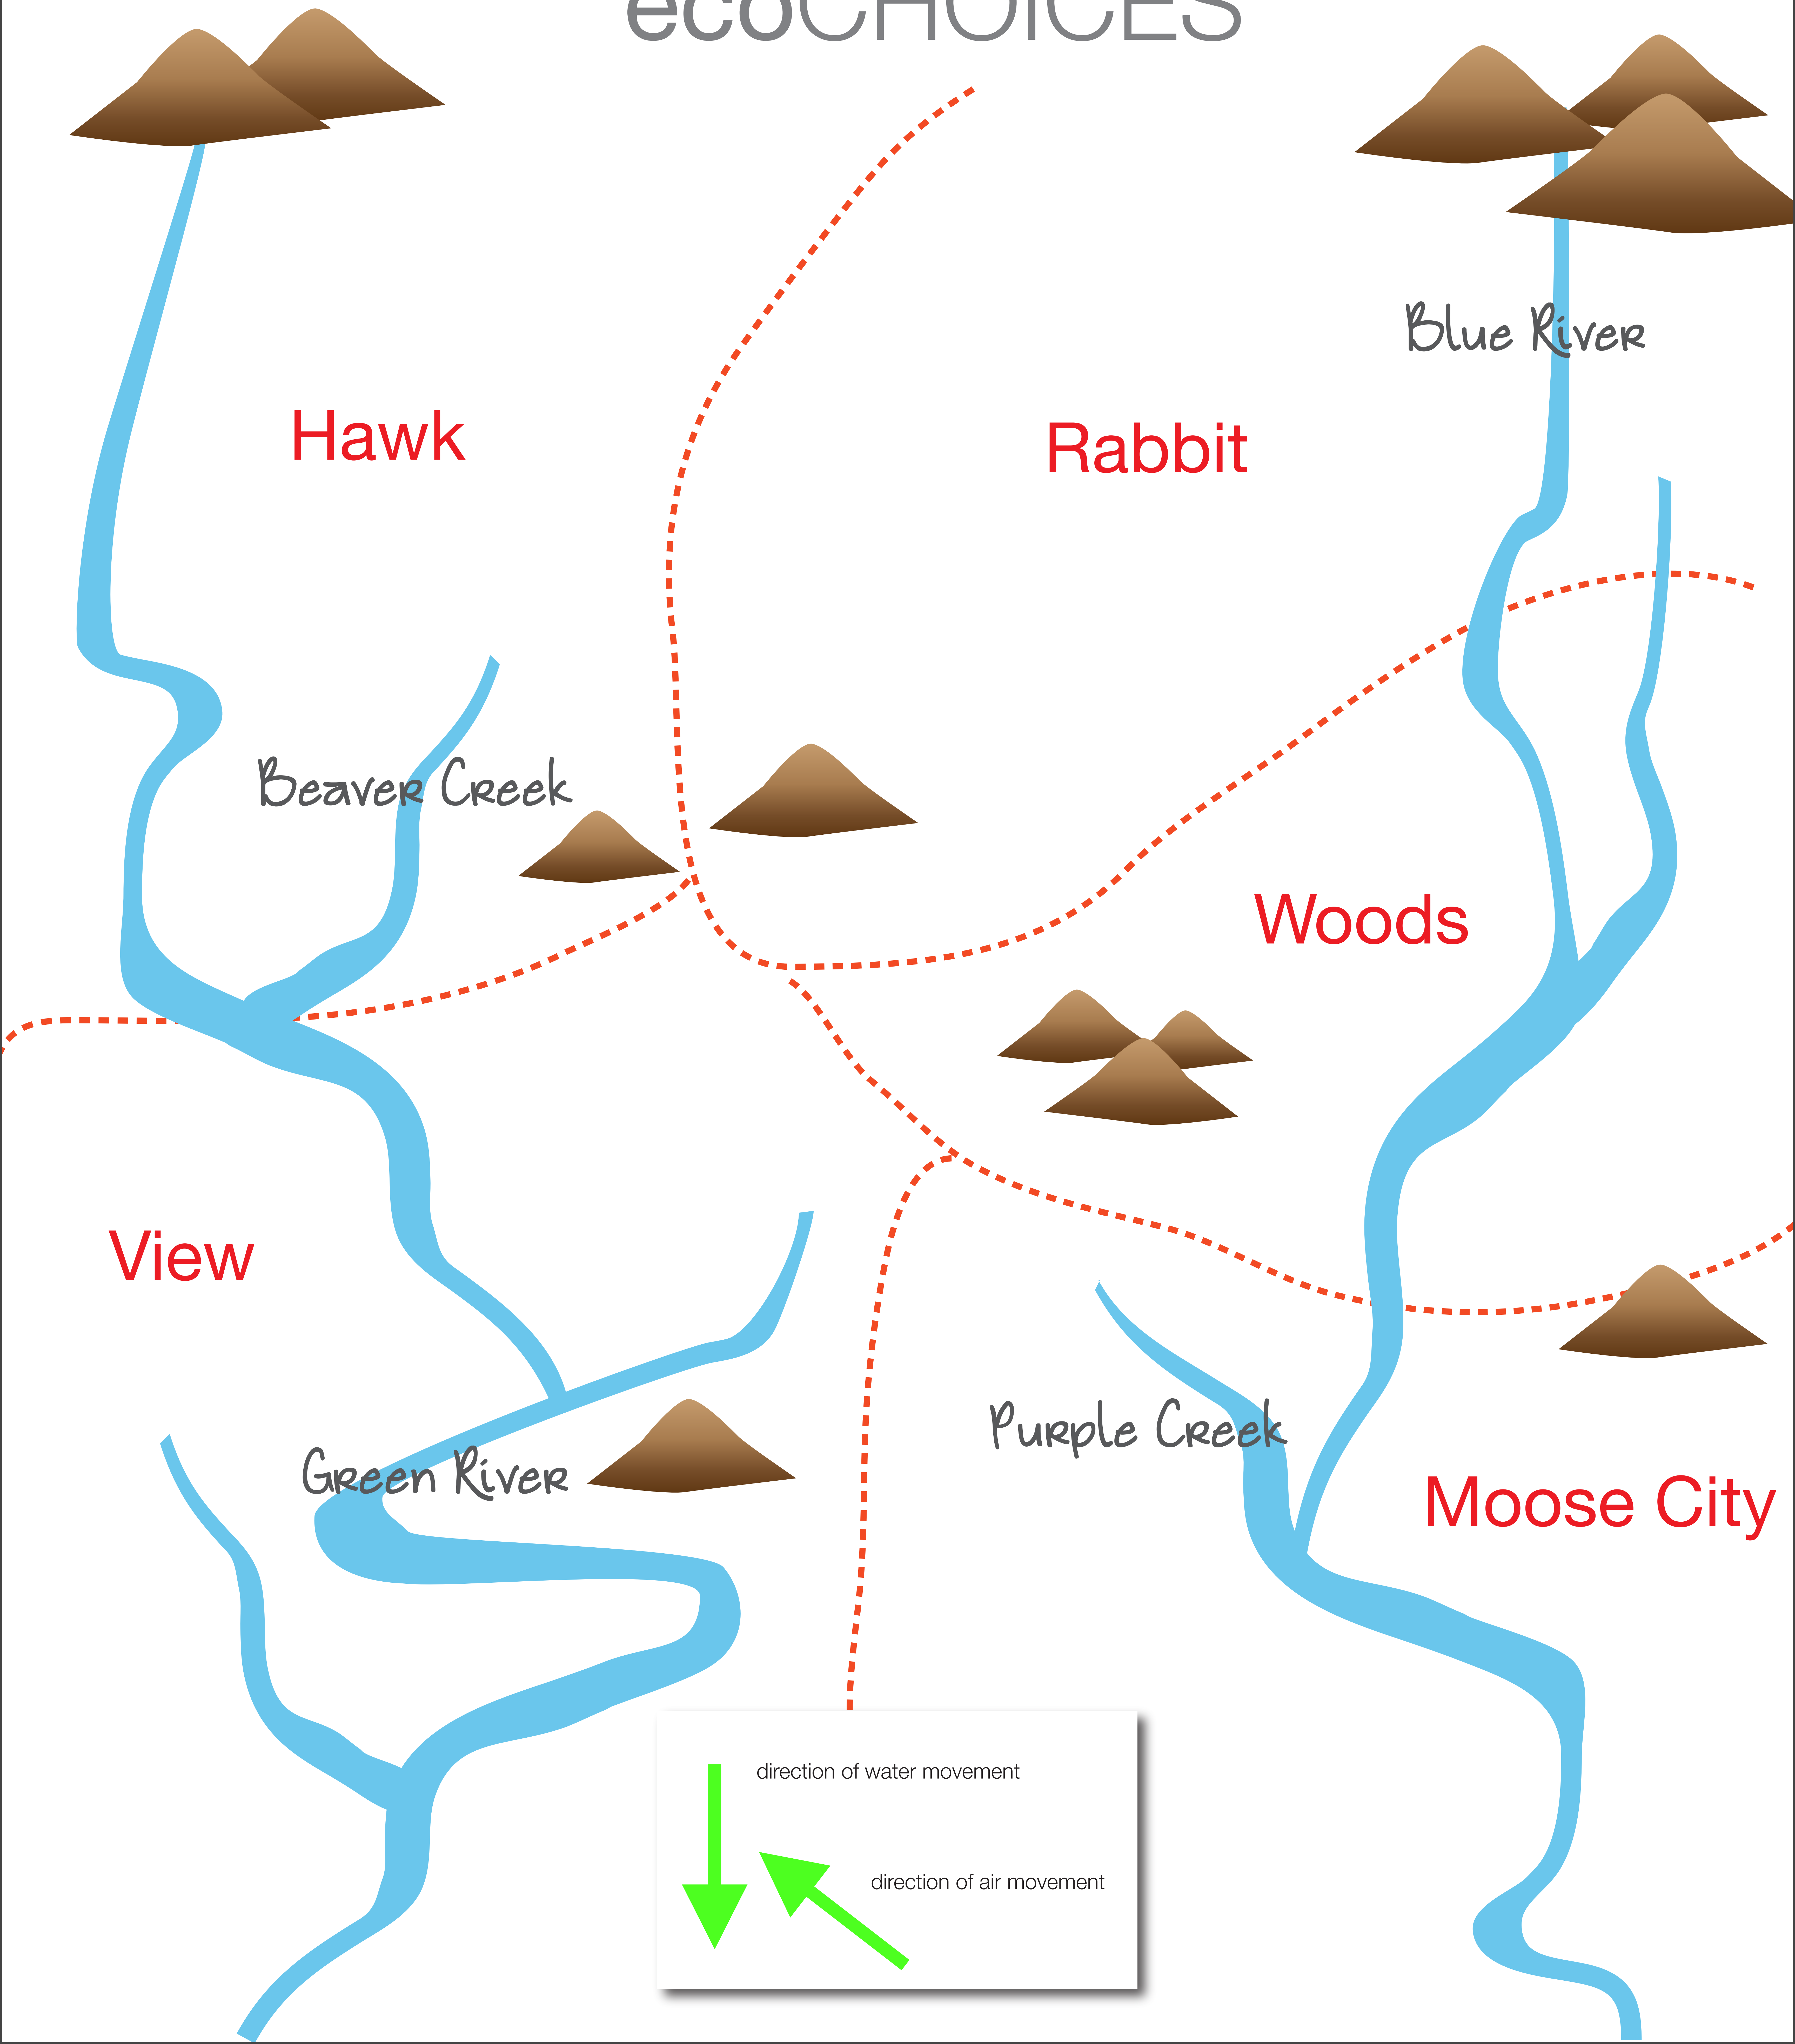 ecoCHOICES
Blue River
Hawk
Rabbit
Beaver Creek
Woods
View
Purple Creek
Green River
Moose City
direction of water movement
direction of air movement